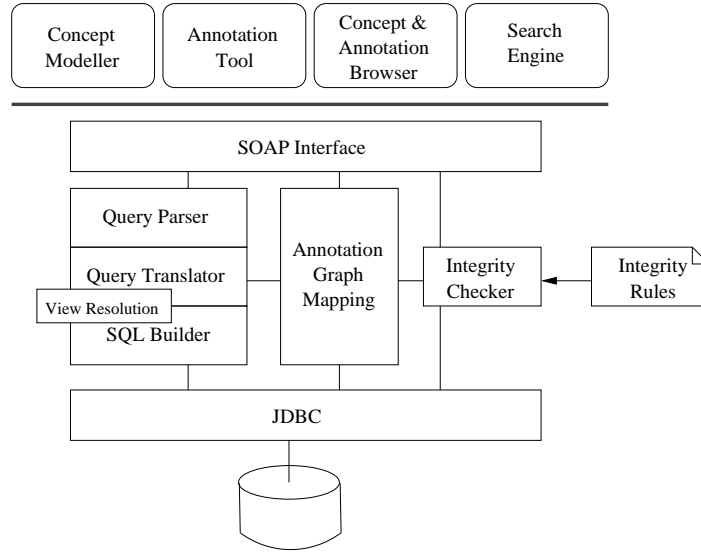 Concept
Modeller
Annotation
Tool
Concept &
Annotation
Browser
Search
Engine
SOAP Interface
Query Parser
Query Translator
View Resolution
SQL Builder
Annotation
Graph
Mapping
Integrity
Checker
Integrity
Rules
JDBC